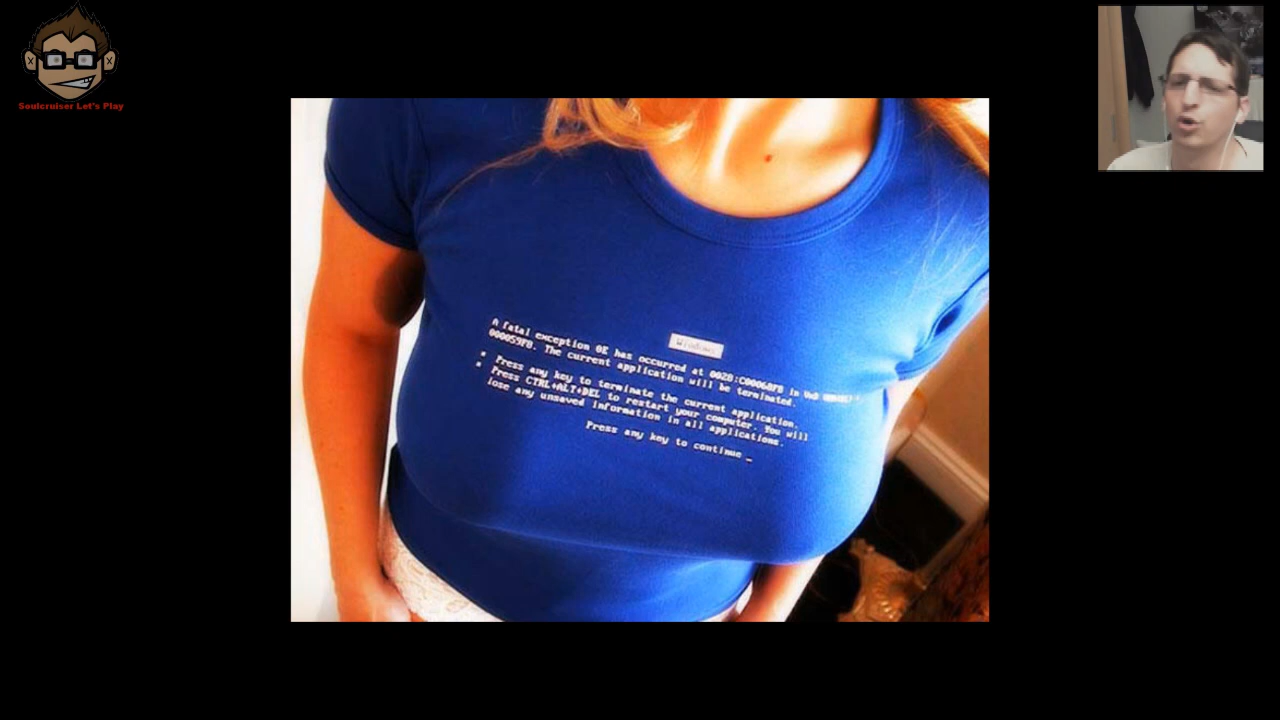 Soulcruiser Let's Play
Windows
A fatal exception 0E has occurred at 0028:C00068F8 in VxD
000059F8. The current application will be terminated.
* Press any key to terminate the current application.
* Press CTRL+ALT+DEL to restart your computer. You will
lose any unsaved information in all applications.
Press any key to continue _